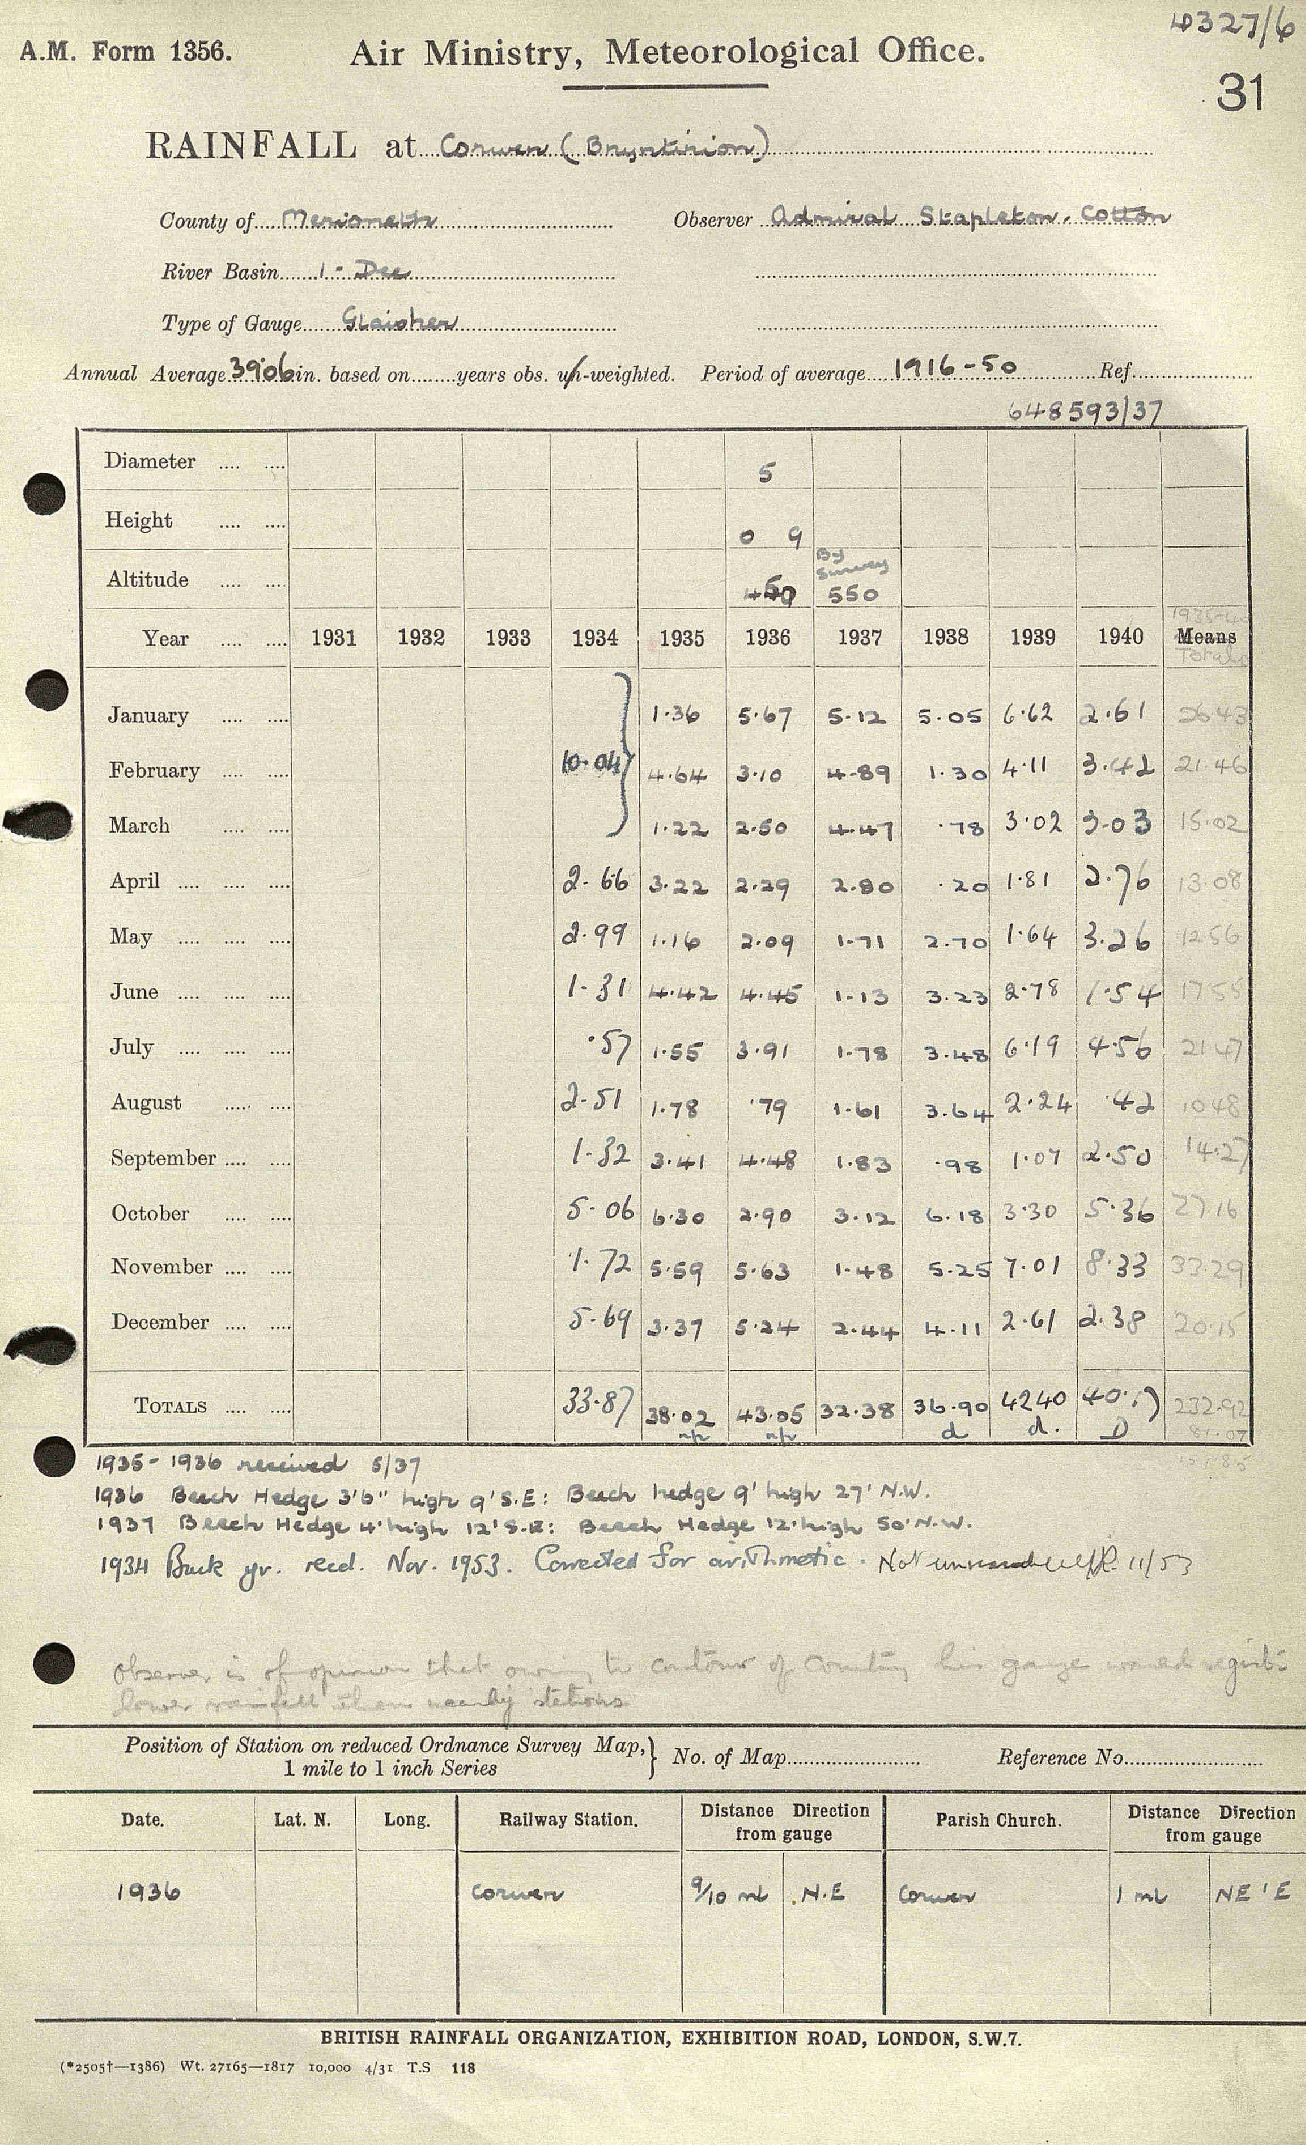 4327/6
A.M. Form 1356. Air Ministry, Meteorological Office.
31
RAINFALL at Corwen (Bryntirion)
County of Merioneth Observer Admiral Stapleton. Cotton
River Basin 1 - Dee
Type of Gauge Glaisher
Annual Average 39.06 in. based on years obs. un-weighted. Period of average 1916-50 Ref.
648593/37
Diameter 5
Height 0 9
Altitude By Survey 550
Year 1931 1932 1933 1934 1935 1936 1937 1938 1939 1940 Means
Totals
January 1.36 5.67 5.12 5.05 6.62 2.61 26.43
February 10.04 4.64 3.10 4.89 1.30 4.11 3.42 21.46
March 1.22 2.50 4.47 .78 3.02 3.03 15.02
April 2.66 3.22 2.29 2.80 .20 1.81 2.76 13.08
May 2.99 1.16 2.09 1.71 2.70 1.64 3.26 12.56
June 1.31 4.42 4.45 1.13 3.23 2.78 1.54 17.55
July .57 1.55 3.91 1.78 3.48 6.19 4.56 21.47
August 2.51 1.78 .79 1.61 3.64 2.24 .42 10.48
September 1.32 3.41 4.48 1.83 .98 1.07 2.50 14.27
October 5.06 6.30 2.90 3.12 6.18 3.30 5.36 27.16
November 1.72 5.59 5.63 1.48 5.25 7.01 8.33 33.29
December 5.69 3.37 5.24 2.44 4.11 2.61 2.38 20.15
TOTALS 33.87 38.02 43.05 32.38 36.90 42.40 40.17 232.92
d d. D 81.07
1935-1936 received 5/37
1936 Beech Hedge 3'6" high 9' S.E: Beech hedge 9' high 27' N.W.
1937 Beech Hedge 4' high 12' S.E: Beech Hedge 12' high 50' N.W.
1934 Back yr. recd. Nov. 1953. Corrected for arithmetic. Not 11/53
Observer is of opinion that owing to contour of country his gauge would
lower rainfall than nearby stations
Position of Station on reduced Ordnance Survey Map, 1 mile to 1 inch Series } No. of Map Reference No.
Date. Lat. N. Long. Railway Station. Distance Direction from gauge Parish Church. Distance Direction from gauge
1936 Corwen 9/10 ml N.E Corwen 1 ml NE'E
BRITISH RAINFALL ORGANIZATION, EXHIBITION ROAD, LONDON, S.W.7.
(*2505†—1386) Wt. 27165—1817 10,000 4/31 T.S 118